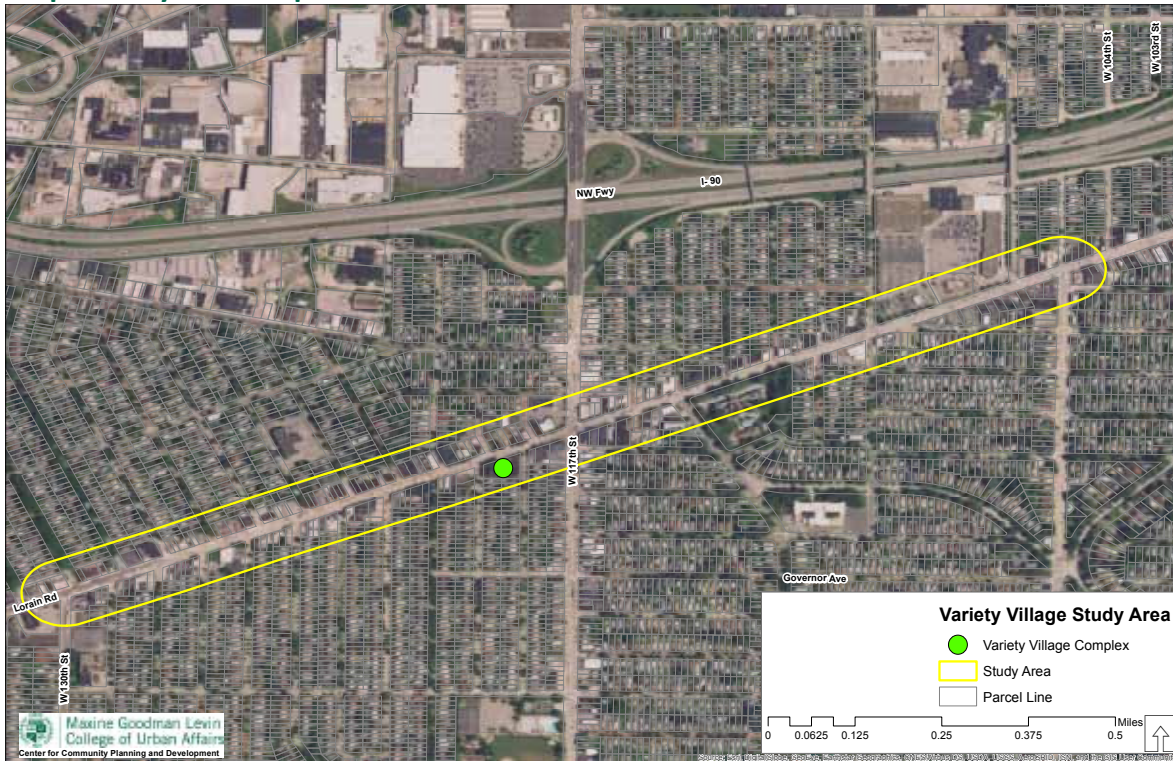 W 104th St
W 103rd St
I- 90
NW Fwy
W 117th St
Governor Ave
Lorain Rd
W 130th St
Variety Village Study Area
Variety Village Complex
Study Area
Parcel Line
Miles
0 0.0625 0.125 0.25 0.375 0.5
Maxine Goodman Levin
College of Urban Affairs
Center for Community Planning and Development